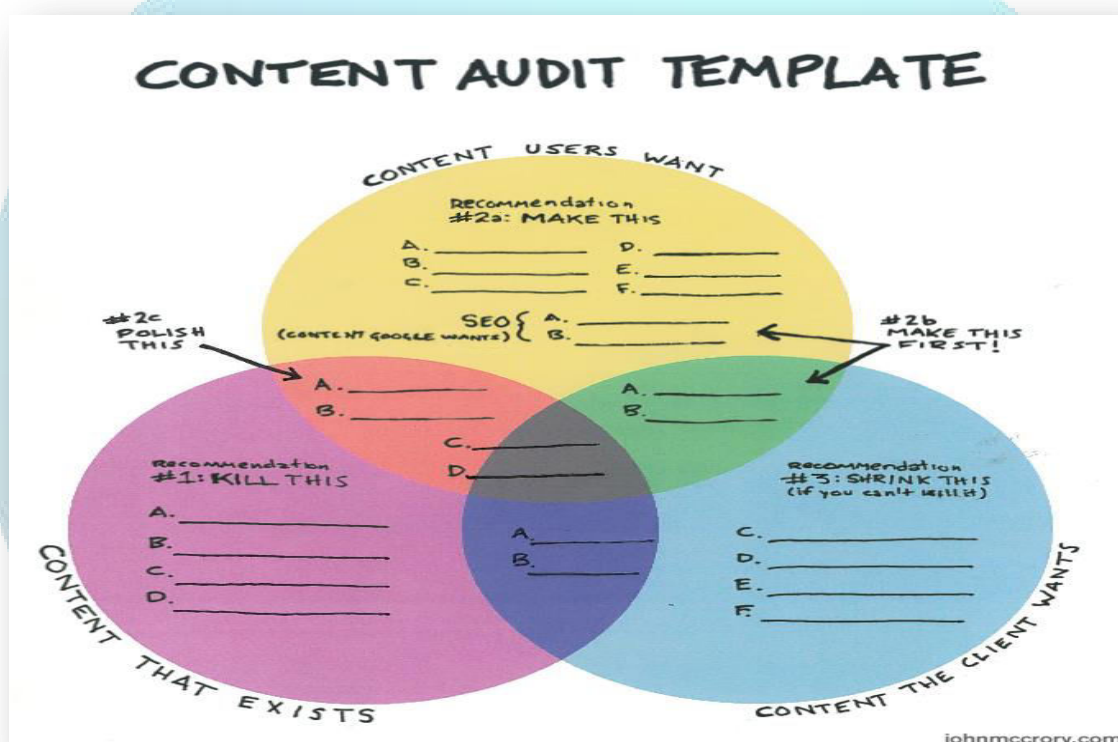 CONTENT AUDIT TEMPLATE
CONTENT USERS WANT
Recommendation
#2a: MAKE THIS
A.
B.
C.
D.
E.
F.
SEO { A.
(CONTENT GOOGLE WANTS) B.
#2c
POLISH
THIS
#2b
MAKE THIS
FIRST!
A.
B.
C.
D.
A.
B.
Recommendation
#1: KILL THIS
A.
B.
C.
D.
A.
B.
Recommendation
#3: SHRINK THIS
(if you can't kill it)
C.
D.
E.
F.
CONTENT THAT EXISTS
CONTENT THE CLIENT WANTS
johnmccrory.com